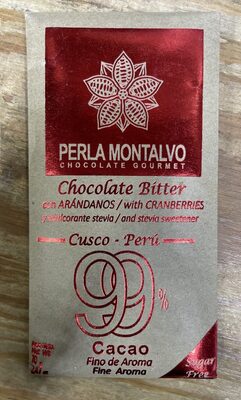 PERLA MONTALVO
CHOCOLATE GOURMET
Chocolate Bitter
con ARÁNDANOS / with CRANBERRIES
y edulcorante stevia / and stevia sweetener
Cusco - Perú
99%
Cacao
Fino de Aroma
Fine Aroma
Sugar
Free